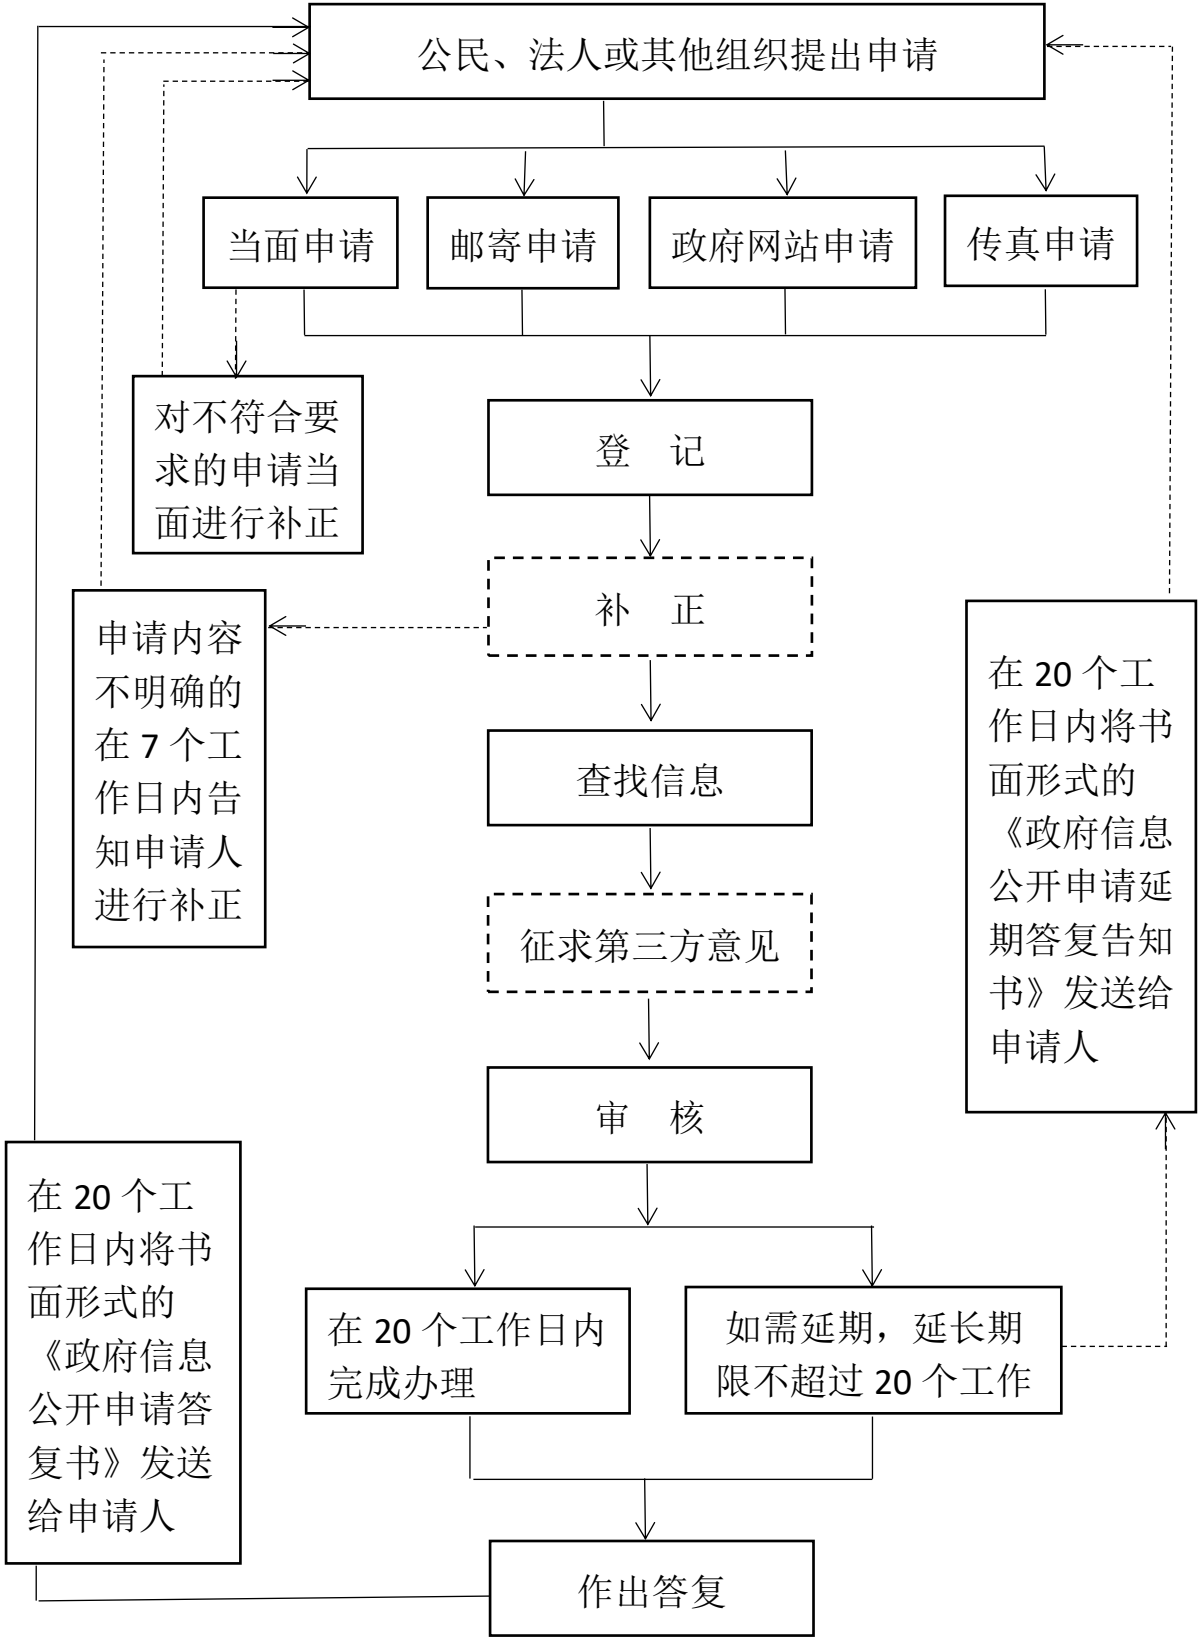 公民、法人或其他组织提出申请
当面申请
邮寄申请
政府网站申请
传真申请
对不符合要
求的申请当
面进行补正
登 记
补 正
申请内容
不明确的
在 7 个工
作日内告
知申请人
进行补正
查找信息
征求第三方意见
审 核
在 20 个工
作日内将书
面形式的
《政府信息
公开申请延
期答复告知
书》发送给
申请人
在 20 个工作日内
完成办理
如需延期，延长期
限不超过 20 个工作
在 20 个工
作日内将书
面形式的
《政府信息
公开申请答
复书》发送
给申请人
作出答复